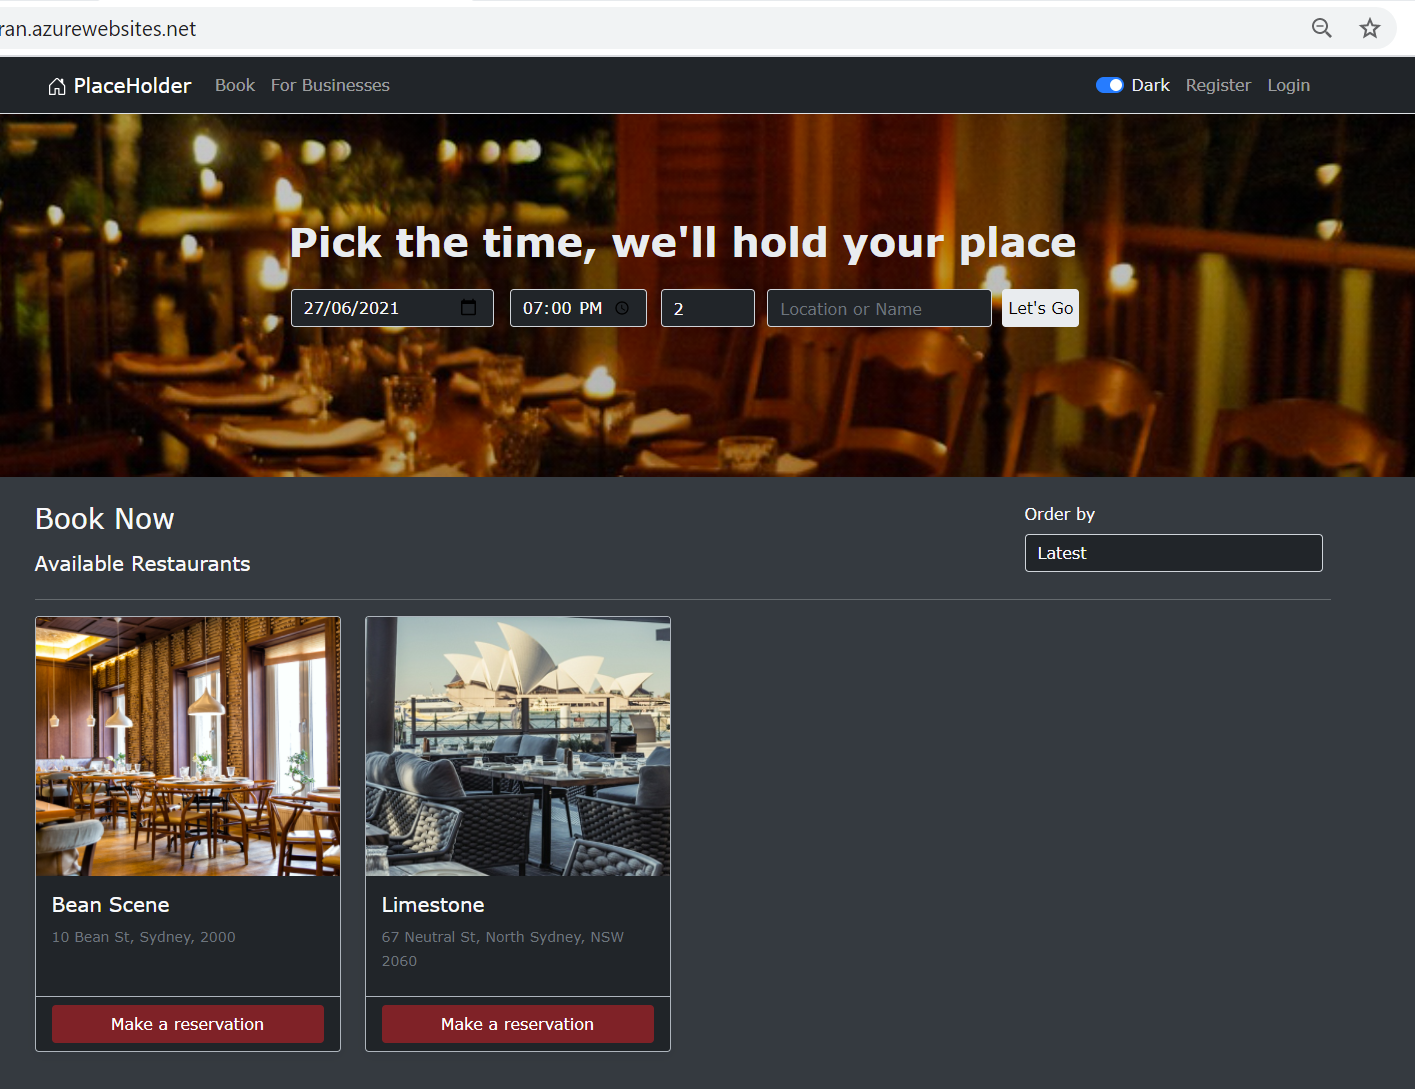 ran.azurewebsites.net
PlaceHolder Book For Businesses Dark Register Login
Pick the time, we'll hold your place
27/06/2021 07:00 PM 2 Location or Name Let's Go
Book Now
Order by
Latest
Available Restaurants
Bean Scene
10 Bean St, Sydney, 2000
Make a reservation
Limestone
67 Neutral St, North Sydney, NSW
2060
Make a reservation